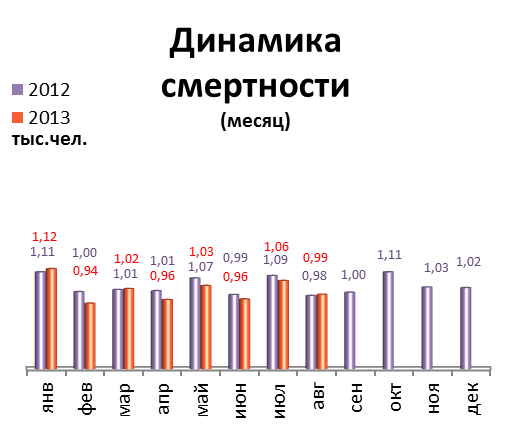 Динамика
смертности
(месяц)
2012
2013
тыс.чел.
1,12
1,11
1,00
0,94
1,02
1,01
1,01
0,96
1,03
1,07
0,99
0,96
1,06
1,09
0,99
0,98
1,00
1,11
1,03
1,02
янв
фев
мар
апр
май
июн
июл
авг
сен
окт
ноя
дек